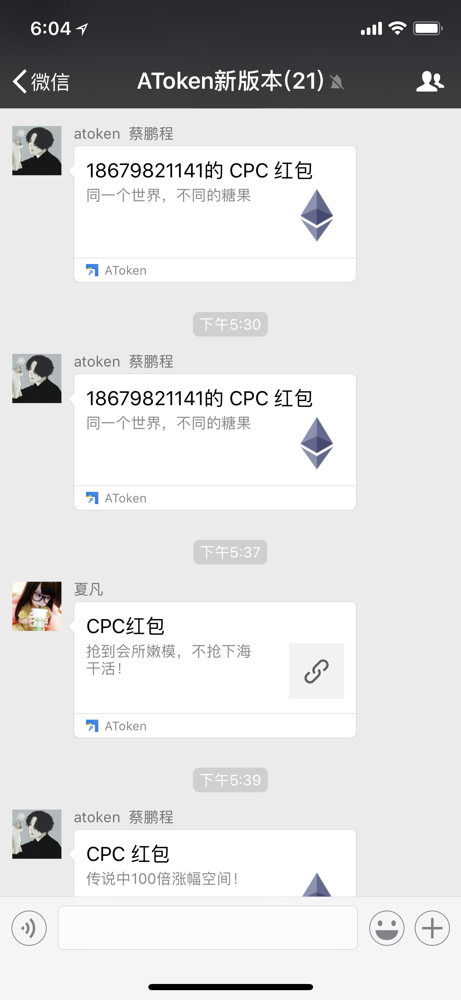 6:04
微信
AToken新版本(21)
atoken 蔡鹏程
18679821141的 CPC 红包
同一个世界，不同的糖果
AToken
下午5:30
atoken 蔡鹏程
18679821141的 CPC 红包
同一个世界，不同的糖果
AToken
下午5:37
夏凡
CPC红包
抢到会所嫩模，不抢下海
干活！
AToken
下午5:39
atoken 蔡鹏程
CPC 红包
传说中100倍涨幅空间！